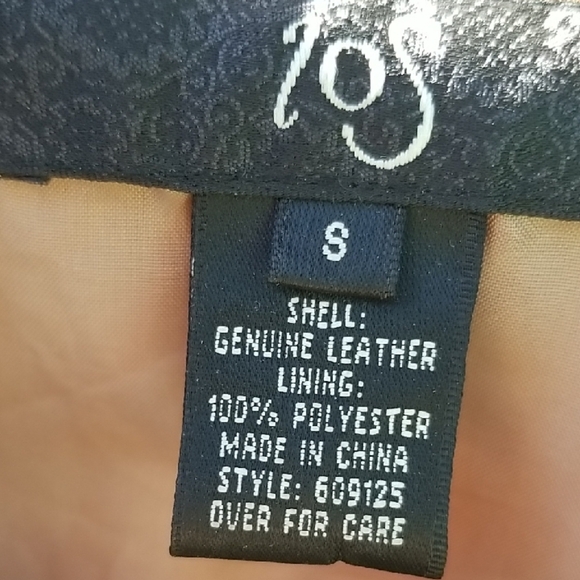 S
SHELL:
GENUINE LEATHER
LINING:
100% POLYESTER
MADE IN CHINA
STYLE: 609125
OVER FOR CARE